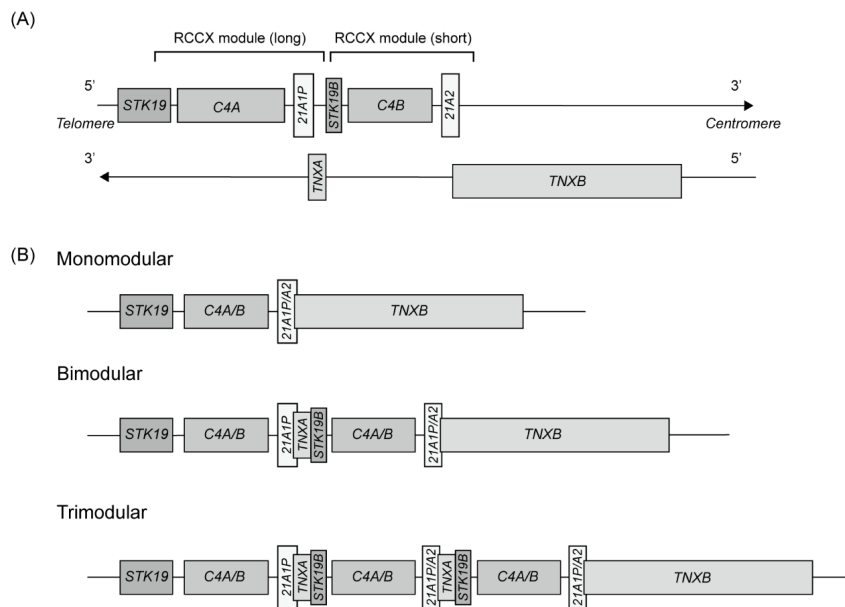 (A)
RCCX module (long) RCCX module (short)
5' 3'
STK19 C4A 21A1P STK19B C4B 21A2
Telomere Centromere
3' 5'
TNXA TNXB
(B) Monomodular
STK19 C4A/B 21A1P/A2 TNXB
Bimodular
STK19 C4A/B 21A1P TNXA STK19B C4A/B 21A1P/A2 TNXB
Trimodular
STK19 C4A/B 21A1P TNXA STK19B C4A/B 21A1P/A2 TNXA STK19B C4A/B 21A1P/A2 TNXB